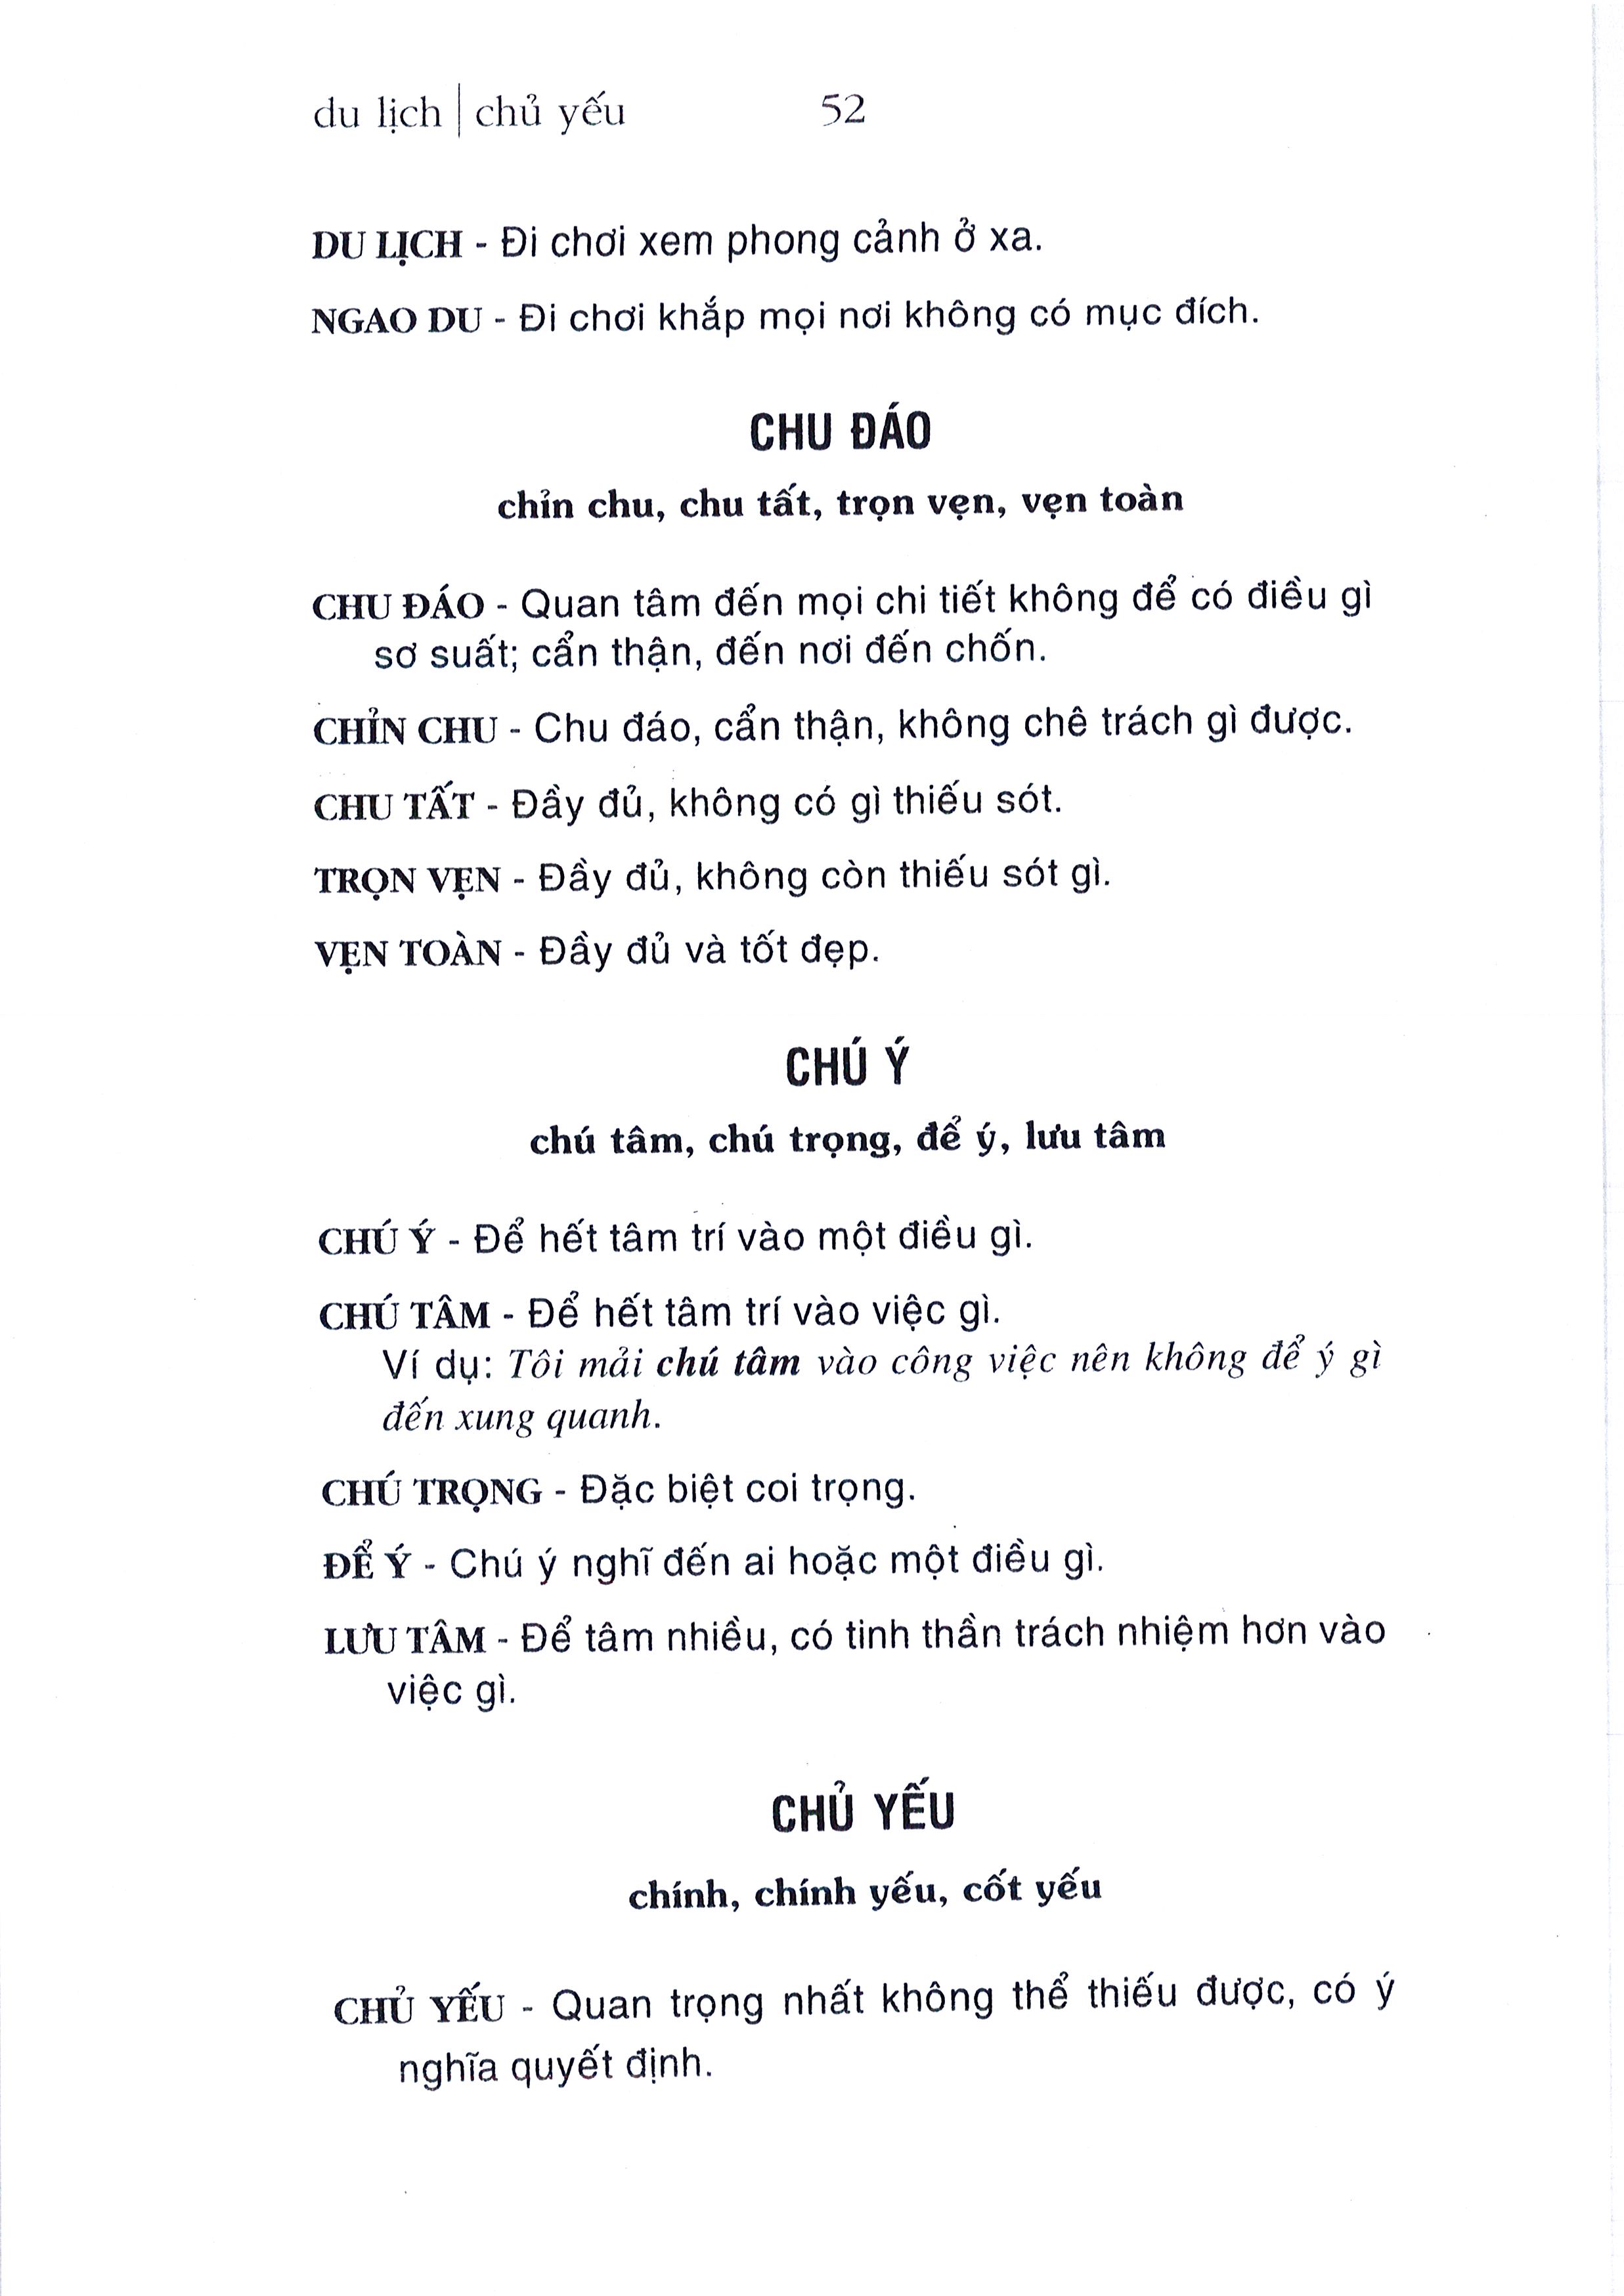 du lịch | chủ yếu 52
DU LỊCH - Đi chơi xem phong cảnh ở xa.
NGAO DU - Đi chơi khắp mọi nơi không có mục đích.
CHU ĐÁO
chỉn chu, chu tất, trọn vẹn, vẹn toàn
CHU ĐÁO - Quan tâm đến mọi chi tiết không để có điều gì
sơ suất; cẩn thận, đến nơi đến chốn.
CHỈN CHU - Chu đáo, cẩn thận, không chê trách gì được.
CHU TẤT - Đầy đủ, không có gì thiếu sót.
TRỌN VẸN - Đầy đủ, không còn thiếu sót gì.
VẸN TOÀN - Đầy đủ và tốt đẹp.
CHÚ Ý
chú tâm, chú trọng, để ý, lưu tâm
CHÚ Ý - Để hết tâm trí vào một điều gì.
CHÚ TÂM - Để hết tâm trí vào việc gì.
Ví dụ: Tôi mải chú tâm vào công việc nên không để ý gì
đến xung quanh.
CHÚ TRỌNG - Đặc biệt coi trọng.
ĐỂ Ý - Chú ý nghĩ đến ai hoặc một điều gì.
LƯU TÂM - Để tâm nhiều, có tinh thần trách nhiệm hơn vào
việc gì.
CHỦ YẾU
chính, chính yếu, cốt yếu
CHỦ YẾU - Quan trọng nhất không thể thiếu được, có ý
nghĩa quyết định.